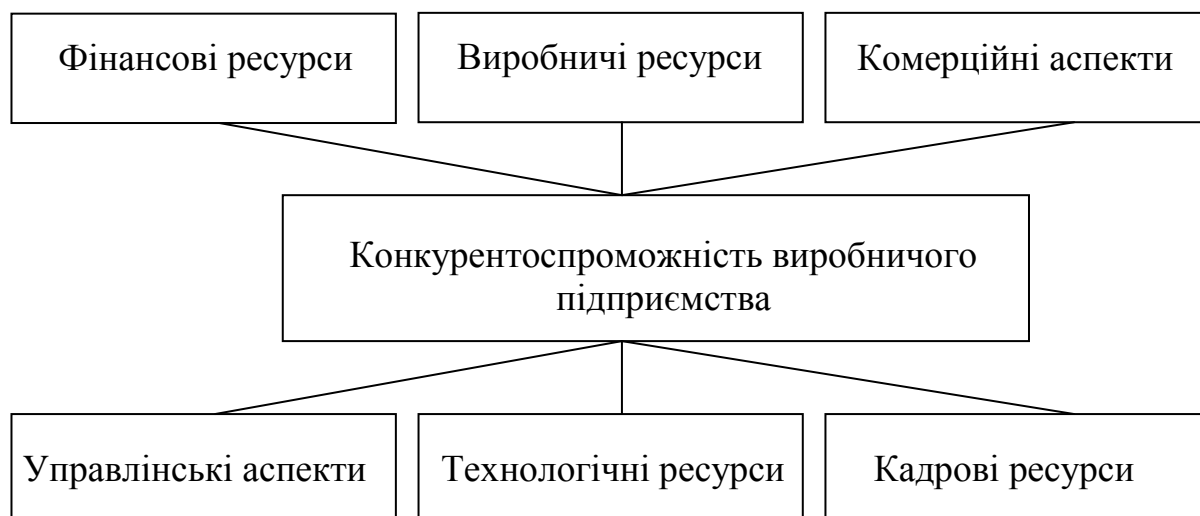 Фінансові ресурси
Виробничі ресурси
Комерційні аспекти
Конкурентоспроможність виробничого
підприємства
Управлінські аспекти
Технологічні ресурси
Кадрові ресурси